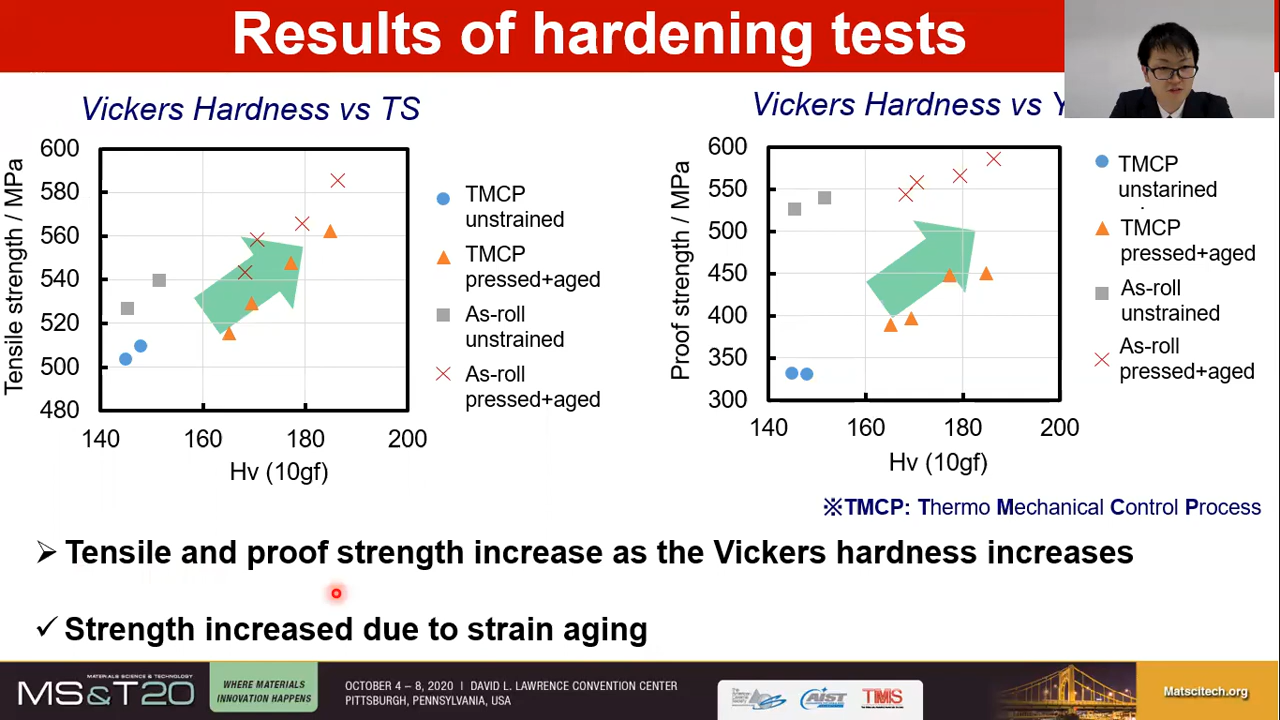 Results of hardening tests
Vickers Hardness vs TS
Tensile strength / MPa
600
580
560
540
520
500
480
140 160 180 200
Hv (10gf)
TMCP
unstrained
TMCP
pressed+aged
As-roll
unstrained
As-roll
pressed+aged
Vickers Hardness vs Y
Proof strength / MPa
600
550
500
450
400
350
300
140 160 180 200
Hv (10gf)
TMCP
unstarined
TMCP
pressed+aged
As-roll
unstrained
As-roll
pressed+aged
※TMCP: Thermo Mechanical Control Process
➢ Tensile and proof strength increase as the Vickers hardness increases
✓ Strength increased due to strain aging
MATERIALS SCIENCE & TECHNOLOGY
MS&T20
WHERE MATERIALS
INNOVATION HAPPENS
OCTOBER 4 – 8, 2020 | DAVID L. LAWRENCE CONVENTION CENTER
PITTSBURGH, PENNSYLVANIA, USA
AIST
TMS
Matscitech.org